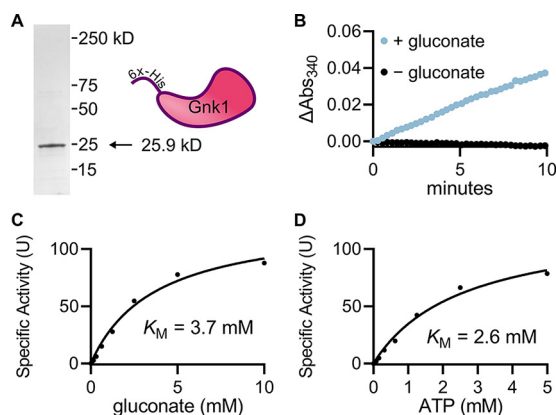 A
250 kD
75
50
25
15
25.9 kD
6x-His
Gnk1
B
ΔAbs340
0.06
0.04
0.02
0.00
+ gluconate
− gluconate
0
5
10
minutes
C
Specific Activity (U)
100
50
0
KM = 3.7 mM
0
5
10
gluconate (mM)
D
Specific Activity (U)
100
50
0
KM = 2.6 mM
0
1
2
3
4
5
ATP (mM)